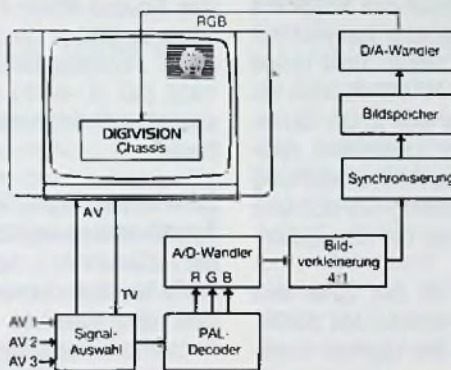 RGB
D/A-Wandler
Bildspeicher
Synchronisierung
DIGIVISION
Chassis
AV
TV
A/D-Wandler
R G B
Bild-
verkleinerung
4:1
AV 1
AV 2
AV 3
Signal-
Auswahl
PAL-
Decoder